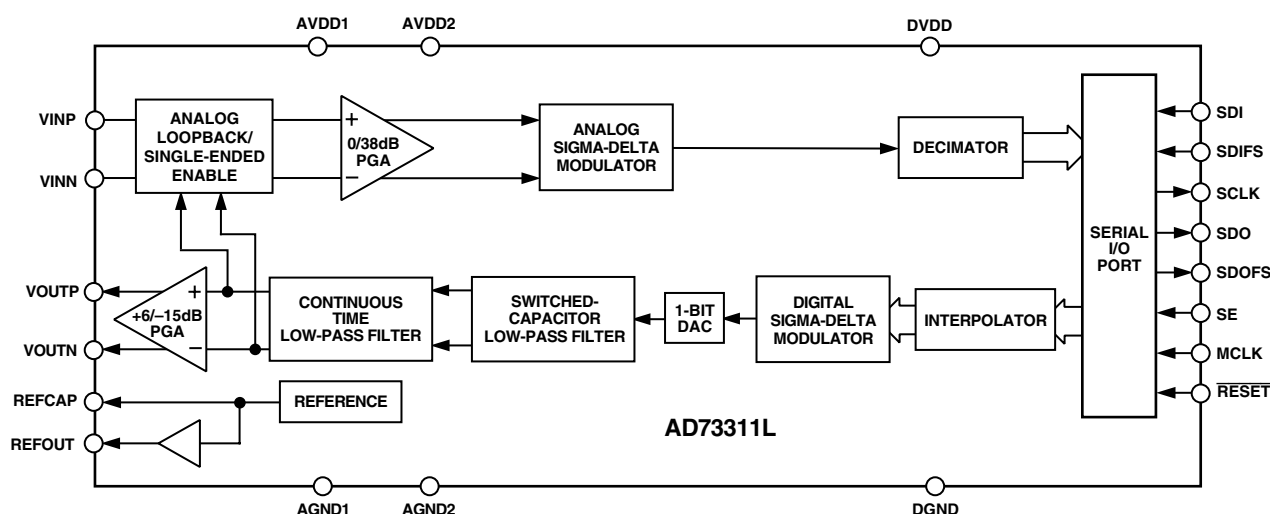 AVDD1
AVDD2
DVDD
VINP
VINN
ANALOG
LOOPBACK/
SINGLE-ENDED
ENABLE
+
0/38dB
PGA
−
ANALOG
SIGMA-DELTA
MODULATOR
DECIMATOR
SERIAL
I/O
PORT
SDI
SDIFS
SCLK
SDO
SDOFS
SE
MCLK
RESET
VOUTP
VOUTN
+
+6/–15dB
PGA
−
CONTINUOUS
TIME
LOW-PASS FILTER
SWITCHED-
CAPACITOR
LOW-PASS FILTER
1-BIT
DAC
DIGITAL
SIGMA-DELTA
MODULATOR
INTERPOLATOR
REFCAP
REFOUT
REFERENCE
AD73311L
AGND1
AGND2
DGND